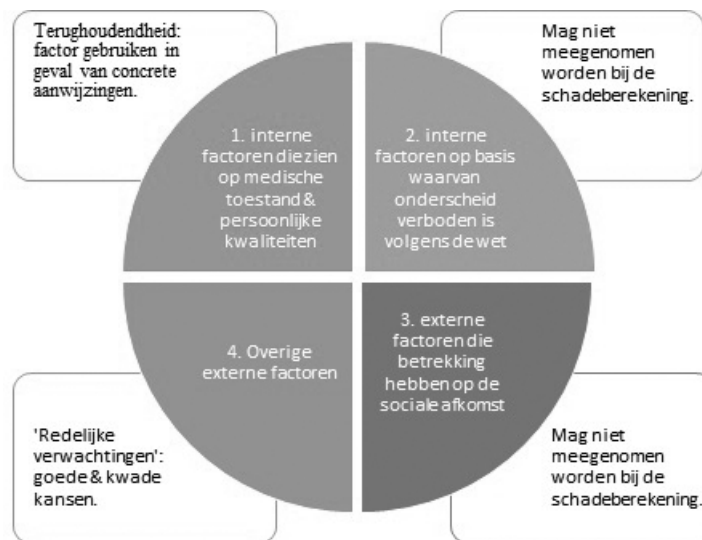 Terughoudendheid:
factor gebruiken in
geval van concrete
aanwijzingen.
Mag niet
meegenomen
worden bij de
schadeberekening.
1. interne
factoren die zien
op medische
toestand &
persoonlijke
kwaliteiten
2. interne
factoren op basis
waarvan
onderscheid
verboden is
volgens de wet
4. Overige
externe factoren
3. externe
factoren die
betrekking
hebben op de
sociale afkomst
'Redelijke
verwachtingen':
goede & kwade
kansen.
Mag niet
meegenomen
worden bij de
schadeberekening.